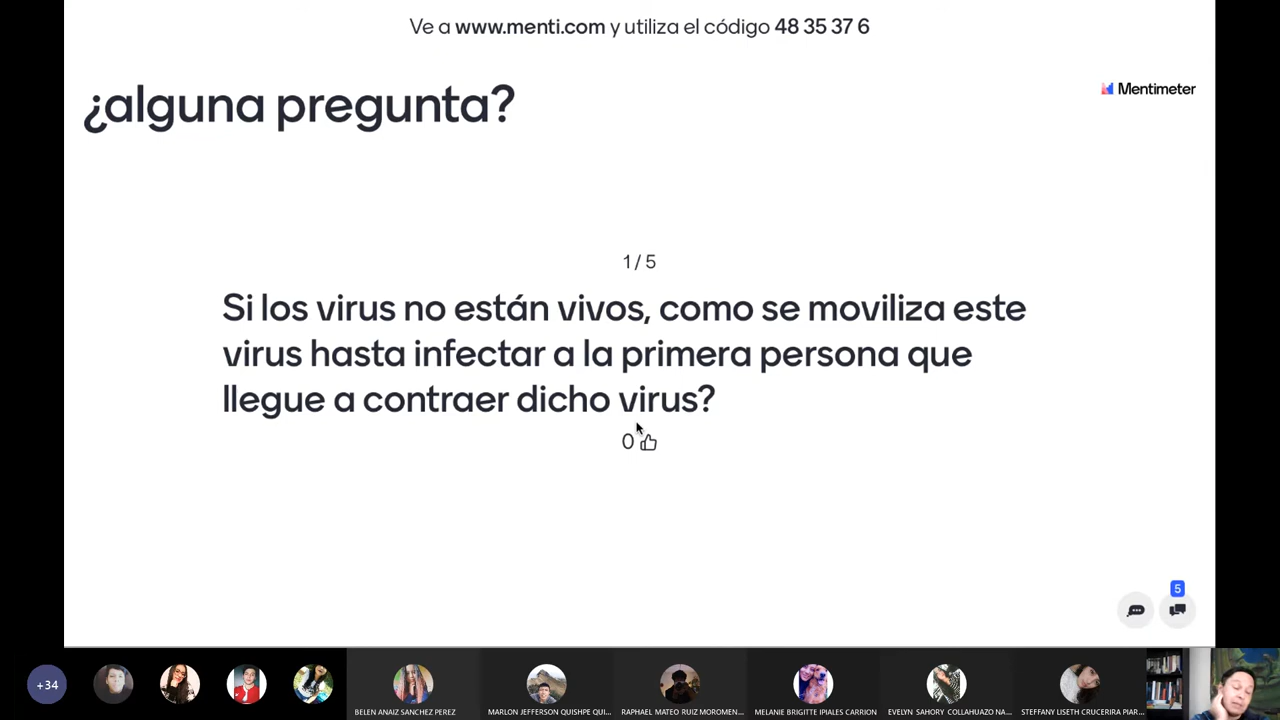 Ve a www.menti.com y utiliza el código 48 35 37 6
¿alguna pregunta?
Mentimeter
1 / 5
Si los virus no están vivos, como se moviliza este
virus hasta infectar a la primera persona que
llegue a contraer dicho virus?
0
5
+34
BELEN ANAIZ SANCHEZ PEREZ
MARLON JEFFERSON QUISHPE QUI...
RAPHAEL MATEO RUIZ MOROMEN...
MELANIE BRIGITTE IPIALES CARRION
EVELYN SAHORY COLLAHUAZO NA...
STEFFANY LISETH CRUCERIRA PIAR...